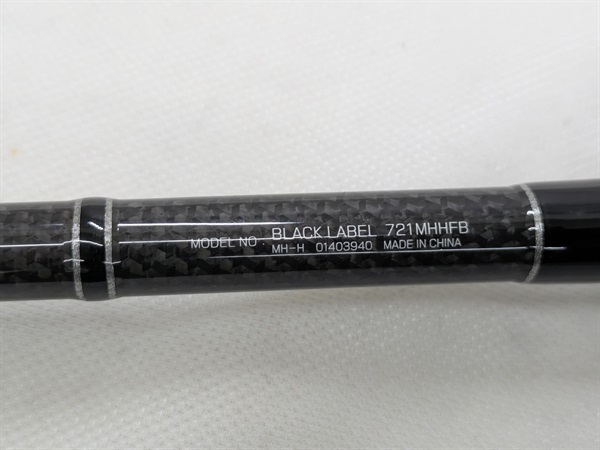 MODEL NO. BLACK LABEL 721MHHFB
MH-H 01403940 MADE IN CHINA